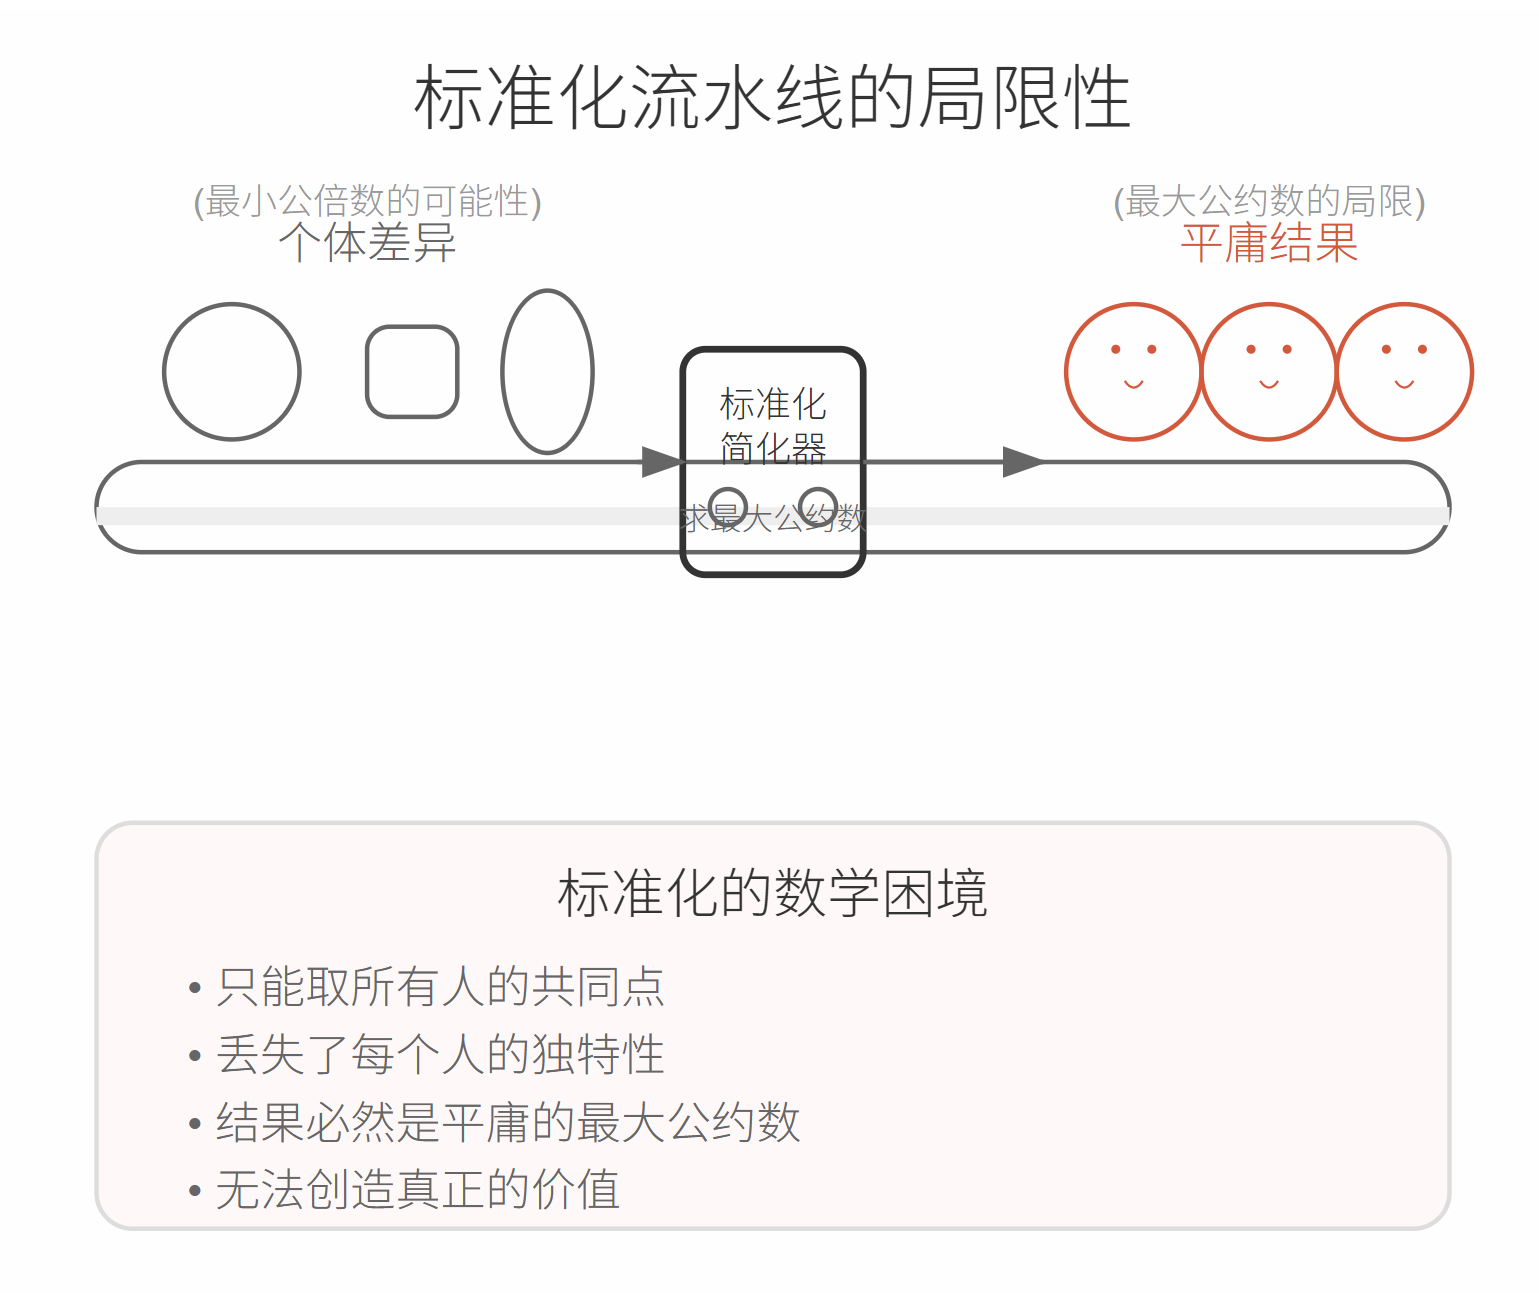 标准化流水线的局限性
(最小公倍数的可能性)
个体差异
(最大公约数的局限)
平庸结果
标准化
简化器
求最大公约数
标准化的数学困境
• 只能取所有人的共同点
• 丢失了每个人的独特性
• 结果必然是平庸的最大公约数
• 无法创造真正的价值